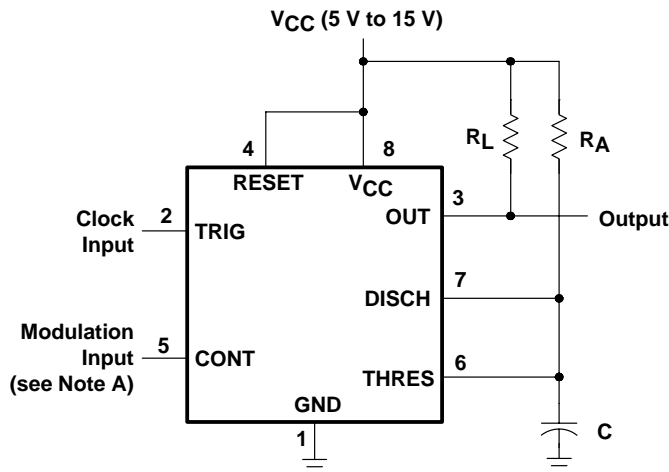 VCC (5 V to 15 V)
RL
RA
4
8
RESET
VCC
3
Clock
Input
2
TRIG
OUT
Output
7
DISCH
Modulation
Input
(see Note A)
5
CONT
6
THRES
GND
1
C